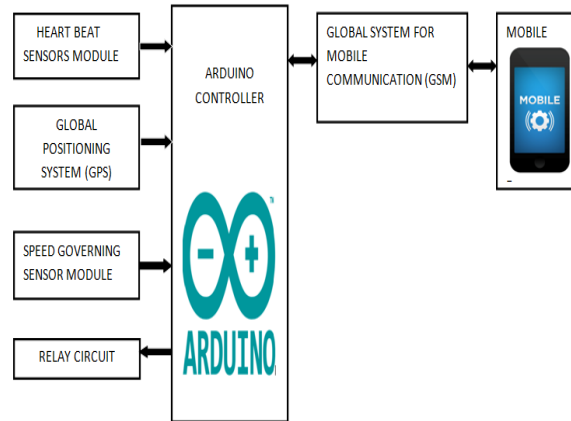 HEART BEAT
SENSORS MODULE
GLOBAL
POSITIONING
SYSTEM (GPS)
SPEED GOVERNING
SENSOR MODULE
RELAY CIRCUIT
ARDUINO
CONTROLLER
TM
ARDUINO
GLOBAL SYSTEM FOR
MOBILE
COMMUNICATION (GSM)
MOBILE
MOBILE